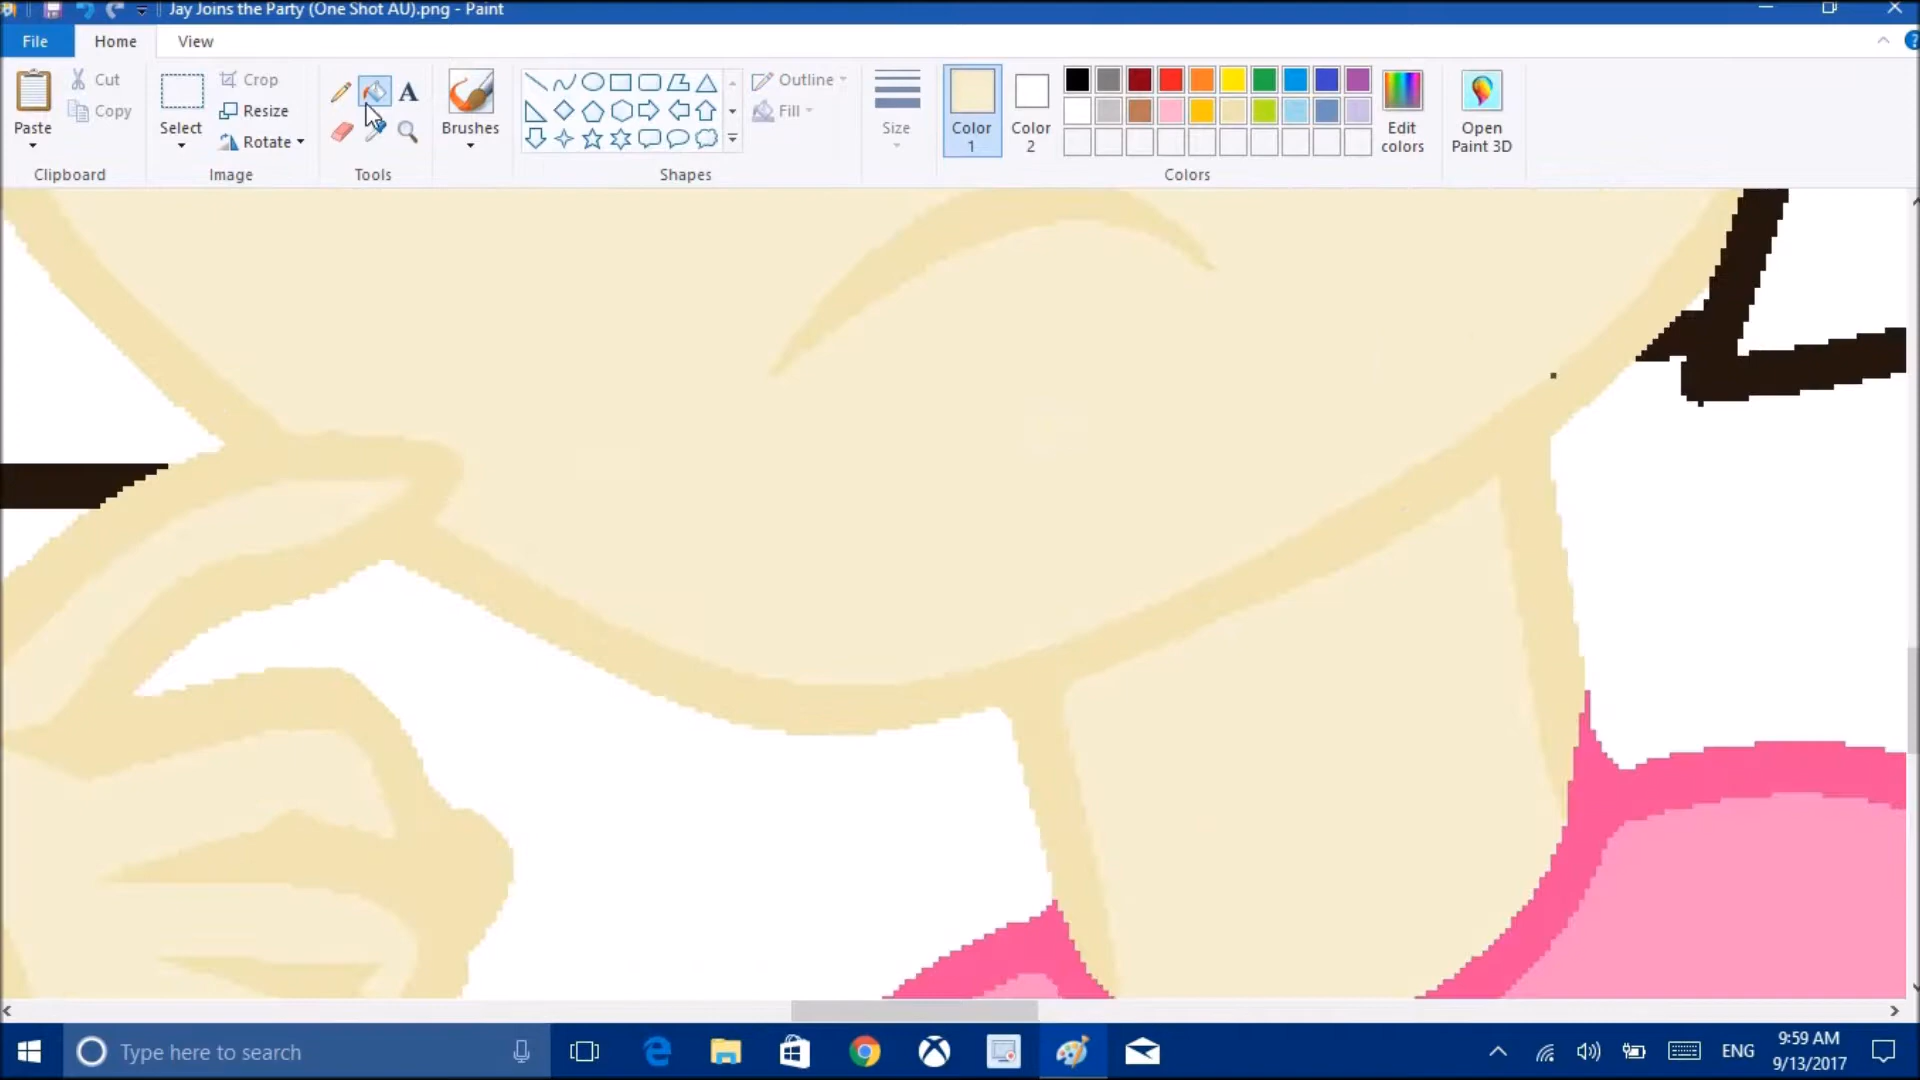 Jay Joins the Party (One Shot AU).png - Paint
File Home View
Paste
Cut
Copy
Clipboard
Select
Crop
Resize
Rotate
Image
A
Tools
Brushes
Outline
Fill
Shapes
Size
Color 1
Color 2
Colors
Edit colors
Open Paint 3D
?
Type here to search
ENG
9:59 AM
9/13/2017